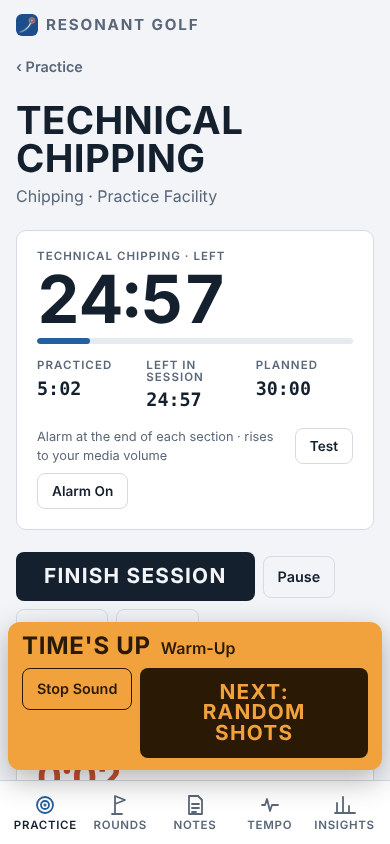 RESONANT GOLF
‹ Practice
TECHNICAL
CHIPPING
Chipping · Practice Facility
TECHNICAL CHIPPING · LEFT
24:57
PRACTICED
5:02
LEFT IN
SESSION
24:57
PLANNED
30:00
Alarm at the end of each section · rises
to your media volume
Test
Alarm On
FINISH SESSION
Pause
TIME'S UP Warm-Up
Stop Sound
NEXT:
RANDOM
SHOTS
PRACTICE
ROUNDS
NOTES
TEMPO
INSIGHTS